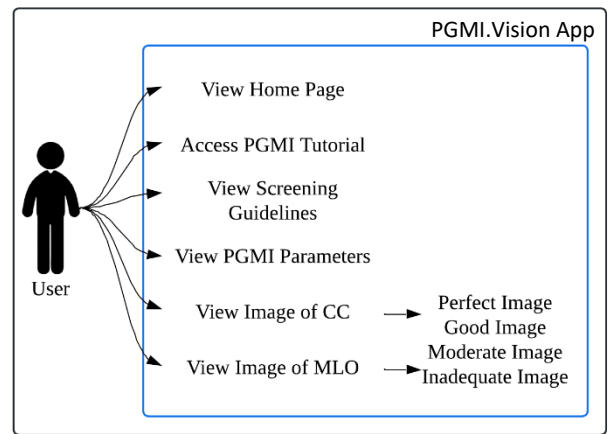 PGMI.Vision App
View Home Page
Access PGMI Tutorial
View Screening
Guidelines
View PGMI Parameters
User
View Image of CC
View Image of MLO
Perfect Image
Good Image
Moderate Image
Inadequate Image